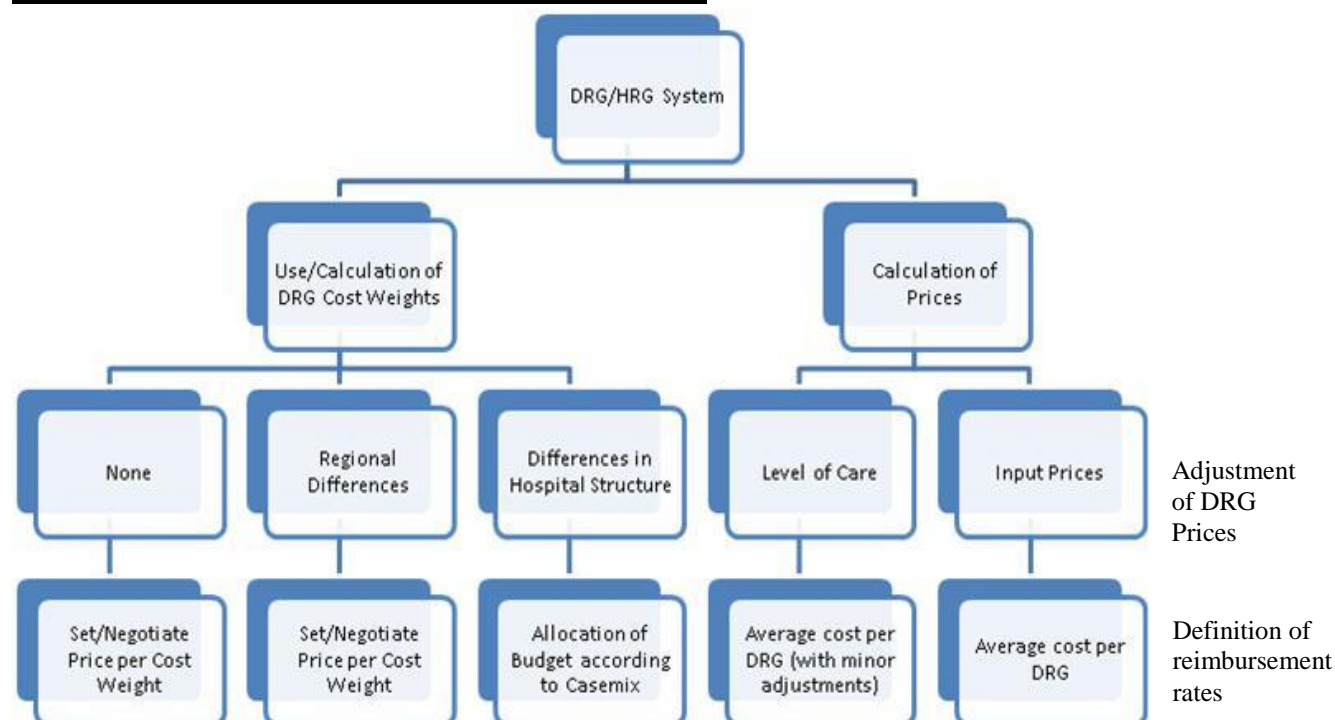 DRG/HRG System
Use/Calculation of
DRG Cost Weights
Calculation of
Prices
None
Regional
Differences
Differences in
Hospital Structure
Level of Care
Input Prices
Adjustment
of DRG
Prices
Set/Negotiate
Price per Cost
Weight
Set/Negotiate
Price per Cost
Weight
Allocation of
Budget according
to Casemix
Average cost per
DRG (with minor
adjustments)
Average cost per
DRG
Definition of
reimbursement
rates